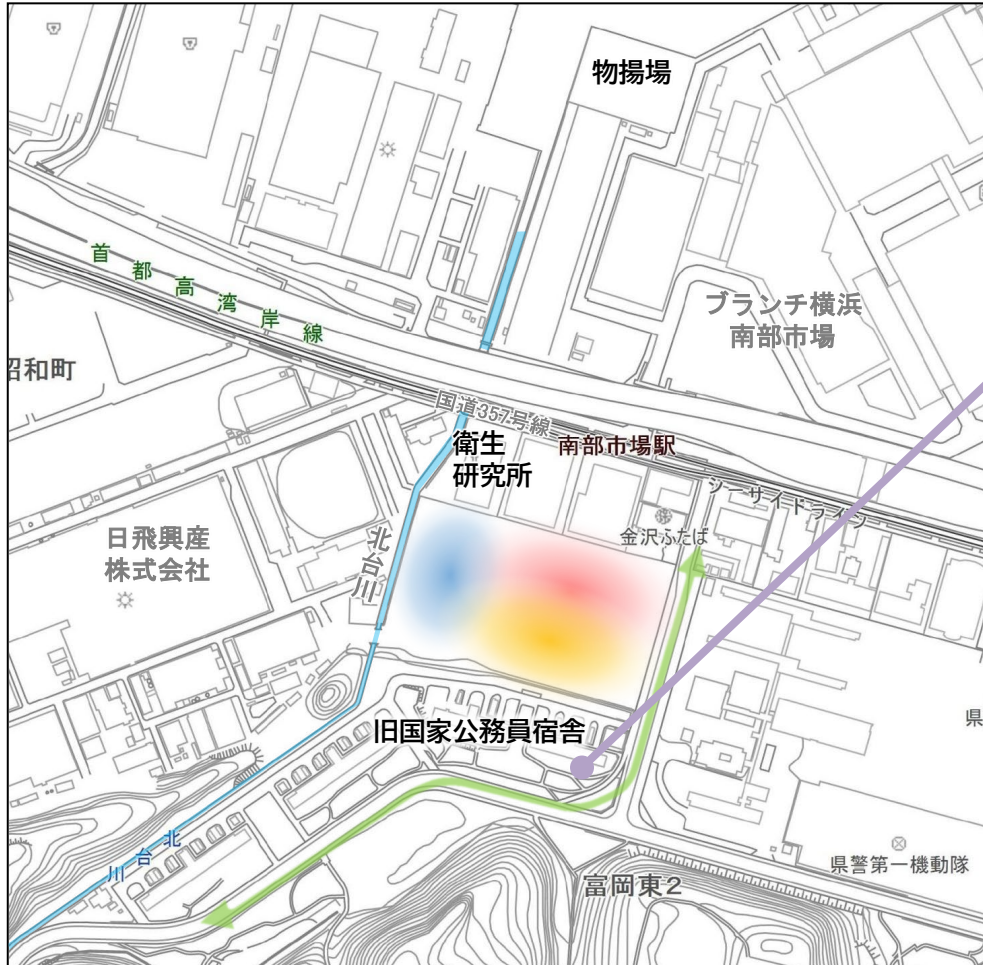 物揚場
首都高湾岸線
ブランチ横浜
南部市場
昭和町
国道357号線
衛生
研究所
南部市場駅
シーサイドライン
金沢ふたば
日飛興産
株式会社
北台川
旧国家公務員宿舎
県
北台川
県警第一機動隊
富岡東2